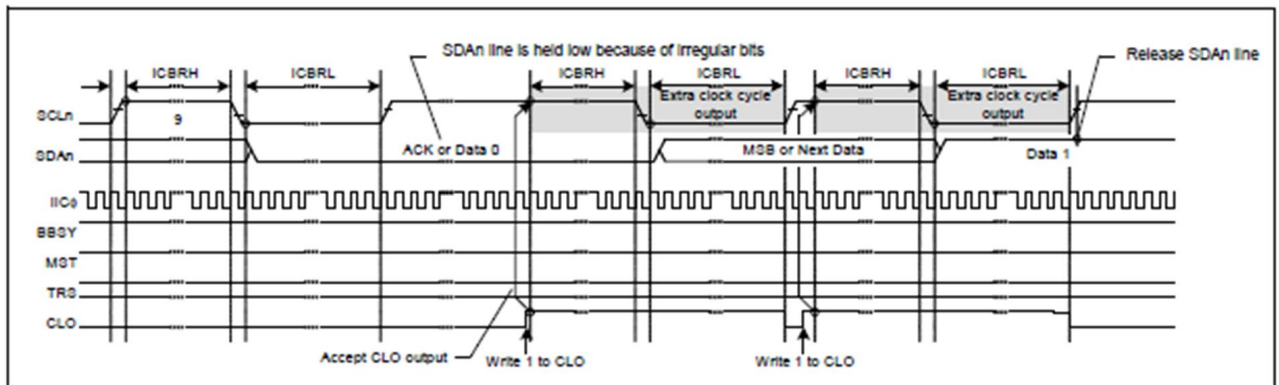 SDAn line is held low because of Irregular bits
Release SDAn line
ICBRH
ICBRL
ICBRH
ICBRL
ICBRH
ICBRL
SCLn
9
Extra clock cycle
output
Extra clock cycle
output
SDAn
ACK or Data 0
MSB or Next Data
Data 1
IICφ
BBSY
MST
TRS
CLO
Accept CLO output
Write 1 to CLO
Write 1 to CLO